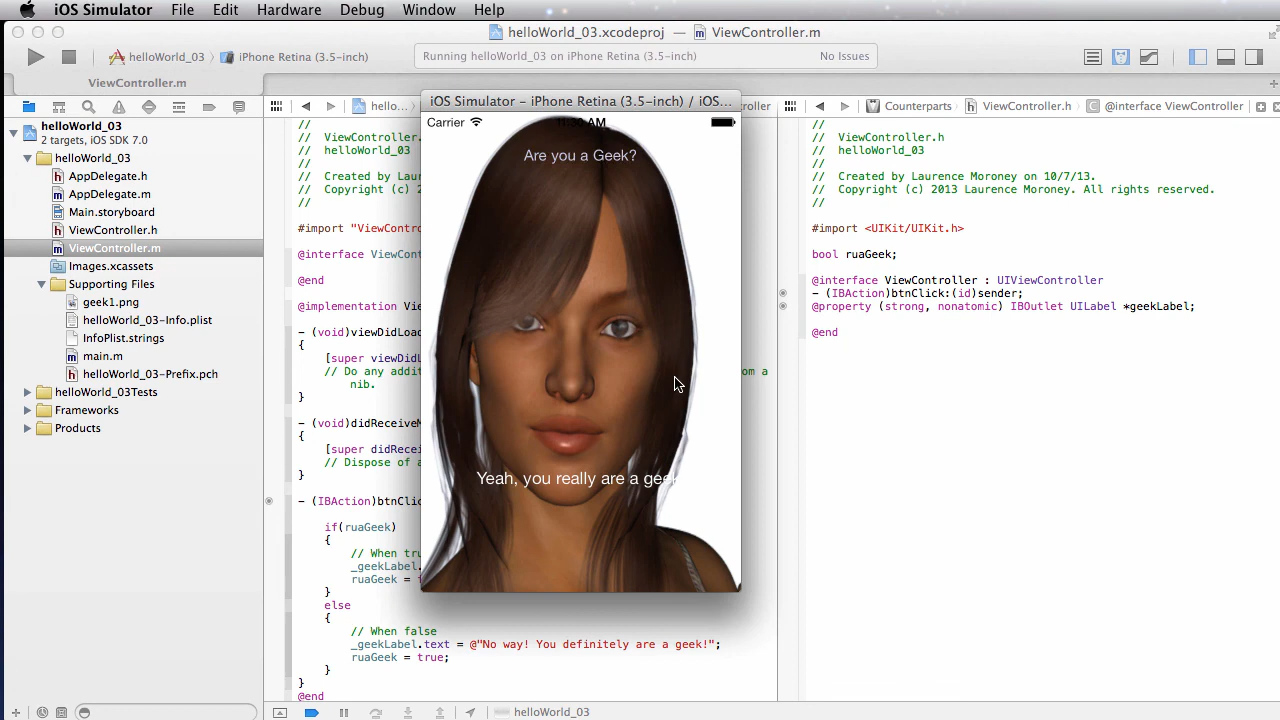 iOS Simulator File Edit Hardware Debug Window Help
helloWorld_03.xcodeproj — ViewController.m
helloWorld_03 iPhone Retina (3.5-inch) Running helloWorld_03 on iPhone Retina (3.5-inch) No Issues
ViewController.m
hello... Counterparts ViewController.h @interface ViewController
helloWorld_03
2 targets, iOS SDK 7.0
helloWorld_03
AppDelegate.h
AppDelegate.m
Main.storyboard
ViewController.h
ViewController.m
Images.xcassets
Supporting Files
geek1.png
helloWorld_03-Info.plist
InfoPlist.strings
main.m
helloWorld_03-Prefix.pch
helloWorld_03Tests
Frameworks
Products
//
// ViewController.
// helloWorld_03
//
// Created by Laur
// Copyright (c) 2
//
#import "ViewContr
@interface ViewCont
@end
@implementation Vie
- (void)viewDidLoa
{
[super viewDidL
// Do any addit
nib.
}
- (void)didReceiveM
{
[super didRecei
// Dispose of a
}
- (IBAction)btnClic
if(ruaGeek)
{
// When tru
_geekLabel.
ruaGeek = f
}
else
{
// When false
_geekLabel.text = @"No way! You definitely are a geek!";
ruaGeek = true;
}
}
@end
iOS Simulator - iPhone Retina (3.5-inch) / iOS...
Carrier AM
Are you a Geek?
Yeah, you really are a geek
//
// ViewController.h
// helloWorld_03
//
// Created by Laurence Moroney on 10/7/13.
// Copyright (c) 2013 Laurence Moroney. All rights reserved.
//
#import <UIKit/UIKit.h>
bool ruaGeek;
@interface ViewController : UIViewController
- (IBAction)btnClick:(id)sender;
@property (strong, nonatomic) IBOutlet UILabel *geekLabel;
@end
helloWorld_03